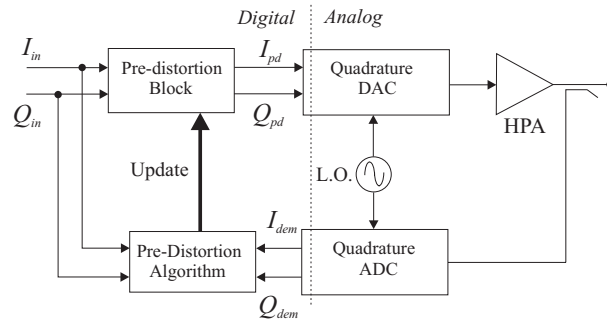 Digital
Analog
I_in
Q_in
Pre-distortion
Block
I_pd
Q_pd
Quadrature
DAC
HPA
Update
L.O.
Pre-Distortion
Algorithm
I_dem
Q_dem
Quadrature
ADC